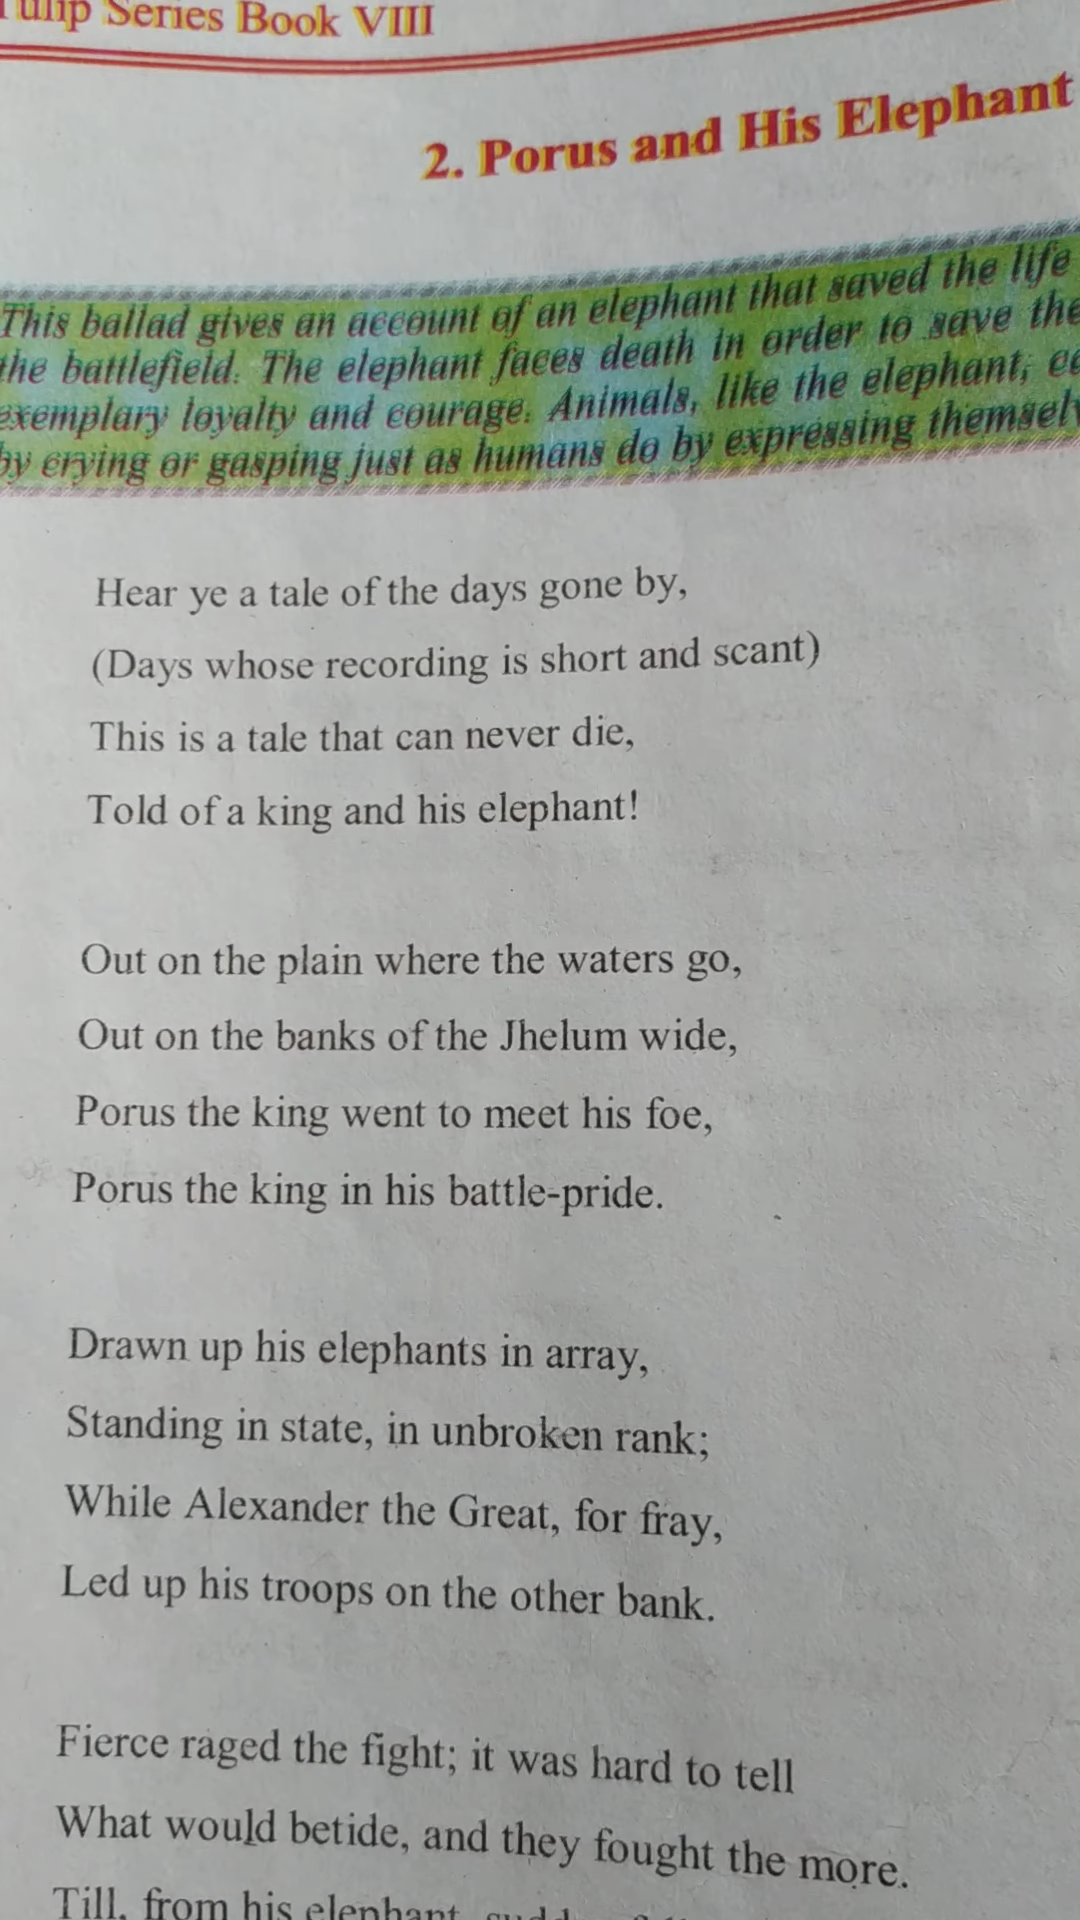 Tulip Series Book VIII
2. Porus and His Elephant
This ballad gives an account of an elephant that saved the life
the battlefield. The elephant faces death in order to save the
exemplary loyalty and courage. Animals, like the elephant,
by crying or gasping just as humans do by expressing
Hear ye a tale of the days gone by,
(Days whose recording is short and scant)
This is a tale that can never die,
Told of a king and his elephant!
Out on the plain where the waters go,
Out on the banks of the Jhelum wide,
Porus the king went to meet his foe,
Porus the king in his battle-pride.
Drawn up his elephants in array,
Standing in state, in unbroken rank;
While Alexander the Great, for fray,
Led up his troops on the other bank.
Fierce raged the fight; it was hard to tell
What would betide, and they fought the more.
Till, from his elephant